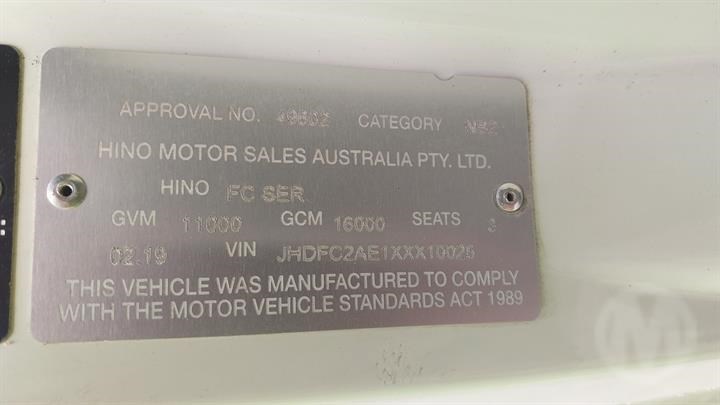 APPROVAL NO. 49632 CATEGORY NB2
HINO MOTOR SALES AUSTRALIA PTY. LTD.
HINO FC SER
GVM 11000 GCM 16000 SEATS 3
02.19 VIN JHDFC2AE1XXX10025
THIS VEHICLE WAS MANUFACTURED TO COMPLY
WITH THE MOTOR VEHICLE STANDARDS ACT 1989